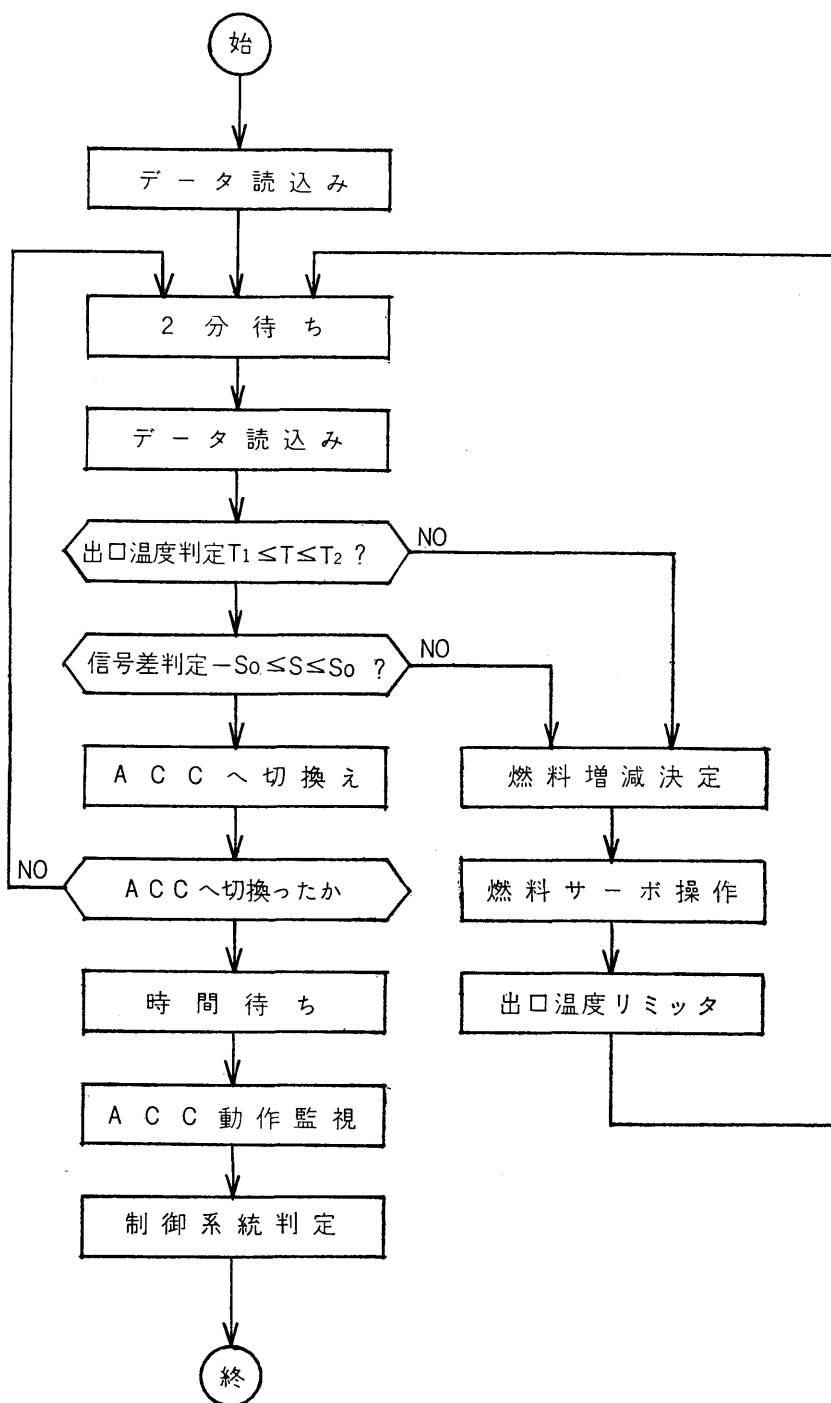 始
データ読込み
2分待ち
データ読込み
出口温度判定T₁≤T≤T₂?
NO
信号差判定−So≤S≤So?
NO
ACCへ切換え
燃料増減決定
NO
ACCへ切換ったか
燃料サーボ操作
時間待ち
出口温度リミッタ
ACC動作監視
制御系統判定
終